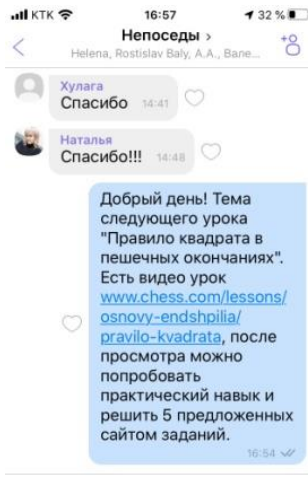 КТК 16:57 32 %
Непоседы >
Helena, Rostislav Baly, A.A., Вале...
Хулага
Спасибо 14:41
Наталья
Спасибо!!! 14:48
Добрый день! Тема
следующего урока
"Правило квадрата в
пешечных окончаниях".
Есть видео урок
www.chess.com/lessons/
osnovy-endshpilia/
pravilo-kvadrata, после
просмотра можно
попробовать
практический навык и
решить 5 предложенных
сайтом заданий.
16:54